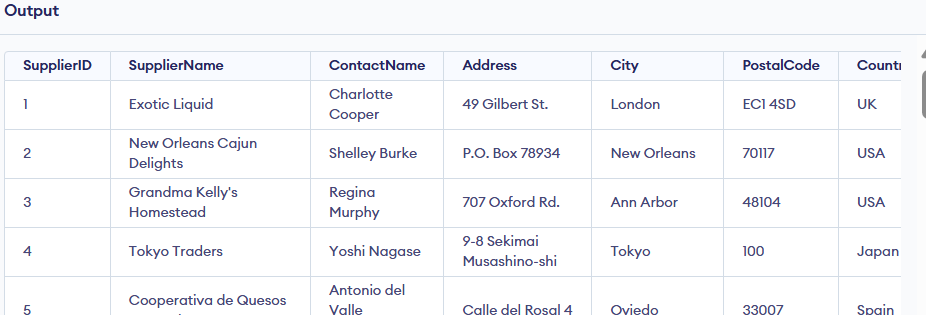 Output
SupplierID SupplierName ContactName Address City PostalCode Countr
1 Exotic Liquid Charlotte Cooper 49 Gilbert St. London EC1 4SD UK
2 New Orleans Cajun Delights Shelley Burke P.O. Box 78934 New Orleans 70117 USA
3 Grandma Kelly's Homestead Regina Murphy 707 Oxford Rd. Ann Arbor 48104 USA
4 Tokyo Traders Yoshi Nagase 9-8 Sekimai Musashino-shi Tokyo 100 Japan
5 Cooperativa de Quesos Antonio del Valle Calle del Rosal 4 Oviedo 33007 Spain